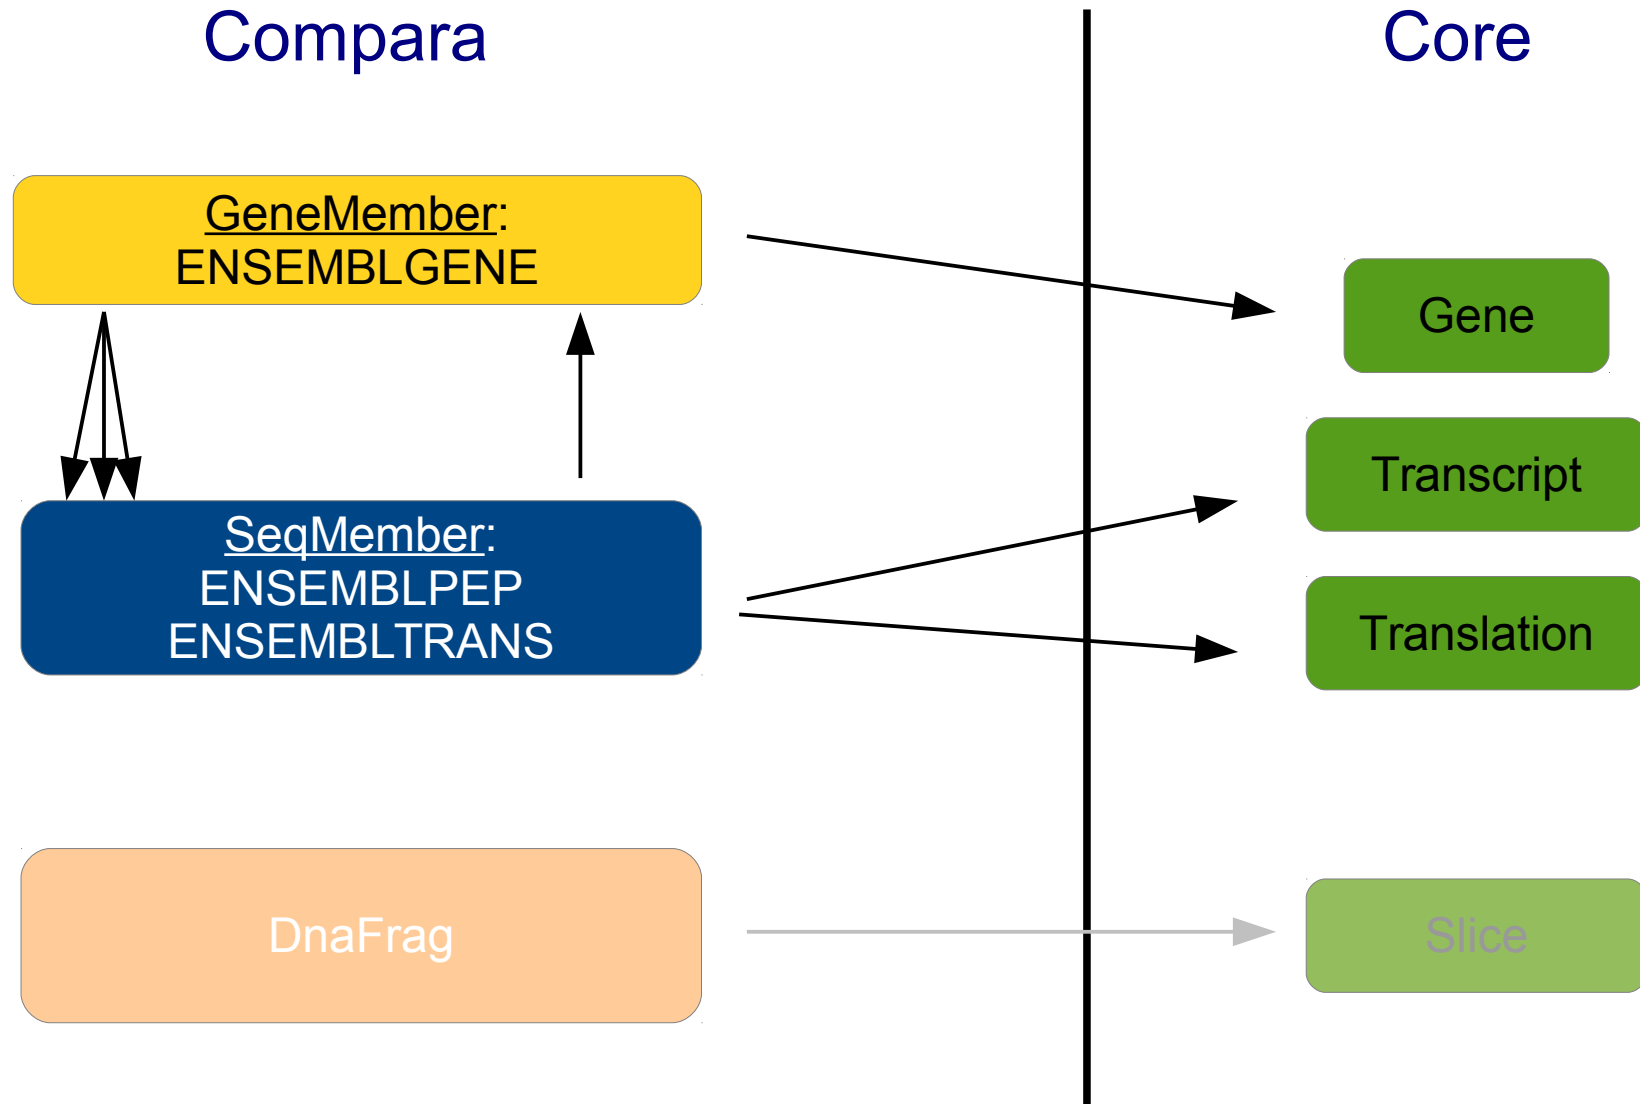 Compara
Core
GeneMember:
ENSEMBLGENE
Gene
Transcript
SeqMember:
ENSEMBLPEP
ENSEMBLTRANS
Translation
DnaFrag
Slice